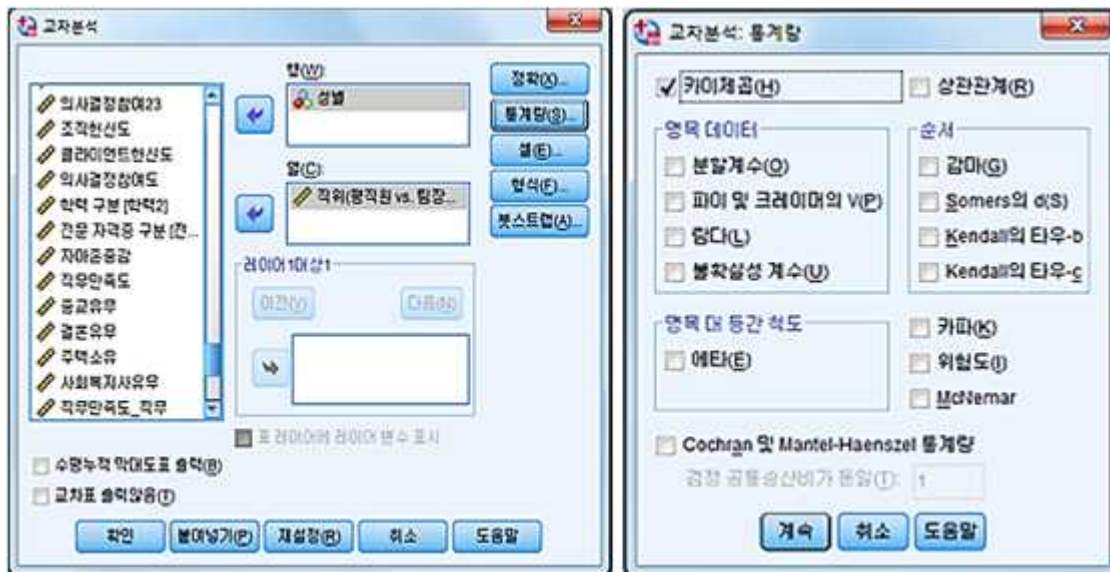 교차분석
행(W):
성별
열(C):
직위(평직원 vs. 팀장...
의사결정참여23
조직헌신도
클라이언트헌신도
의사결정참여도
학력 구분 [학력2]
전문 자격증 구분 [전...
자아존중감
직무만족도
종교유무
결혼유무
주택소유
사회복지사유무
직무만족도_직무
레이어1대상1
이전(V)
다음(N)
표 레이어에 레이어 변수 표시
정확(X)...
통계량(S)...
셀(E)...
형식(F)...
붓스트랩(A)...
수평누적 막대도표 출력(B)
교차표 출력않음(T)
확인
붙여넣기(P)
재설정(R)
취소
도움말
교차분석: 통계량
카이제곱(H)
상관관계(R)
명목 데이터
분할계수(O)
파이 및 크레이머의 V(P)
람다(L)
불확실성 계수(U)
순서
감마(G)
Somers의 d(S)
Kendall의 타우-b
Kendall의 타우-c
명목 대 등간 척도
에타(E)
카파(K)
위험도(I)
McNemar
Cochran 및 Mantel-Haenszel 통계량
검정 공통승산비가 동일(T):
1
계속
취소
도움말